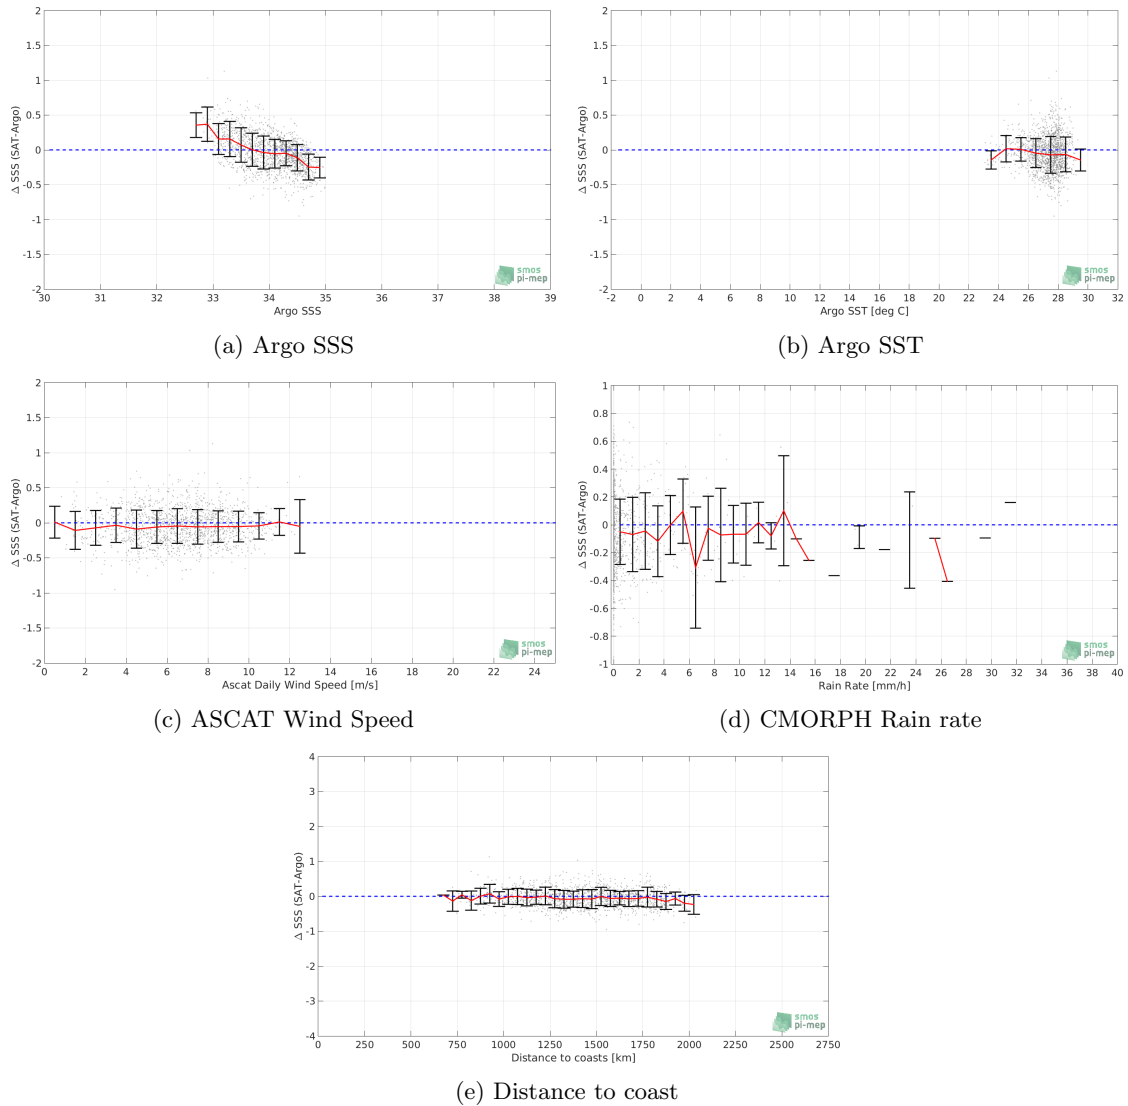 2
1.5
1
0.5
0
-0.5
-1
-1.5
-2
Δ SSS (SAT-Argo)
30 31 32 33 34 35 36 37 38 39
Argo SSS
smos
pi-mep
(a) Argo SSS
2
1.5
1
0.5
0
-0.5
-1
-1.5
-2
Δ SSS (SAT-Argo)
-2 0 2 4 6 8 10 12 14 16 18 20 22 24 26 28 30 32
Argo SST [deg C]
smos
pi-mep
(b) Argo SST
2
1.5
1
0.5
0
-0.5
-1
-1.5
-2
Δ SSS (SAT-Argo)
0 2 4 6 8 10 12 14 16 18 20 22 24
Ascat Daily Wind Speed [m/s]
smos
pi-mep
(c) ASCAT Wind Speed
1
0.8
0.6
0.4
0.2
0
-0.2
-0.4
-0.6
-0.8
-1
Δ SSS (SAT-Argo)
0 2 4 6 8 10 12 14 16 18 20 22 24 26 28 30 32 34 36 38 40
Rain Rate [mm/h]
smos
pi-mep
(d) CMORPH Rain rate
4
3
2
1
0
-1
-2
-3
-4
Δ SSS (SAT-Argo)
0 250 500 750 1000 1250 1500 1750 2000 2250 2500 2750
Distance to coasts [km]
smos
pi-mep
(e) Distance to coast